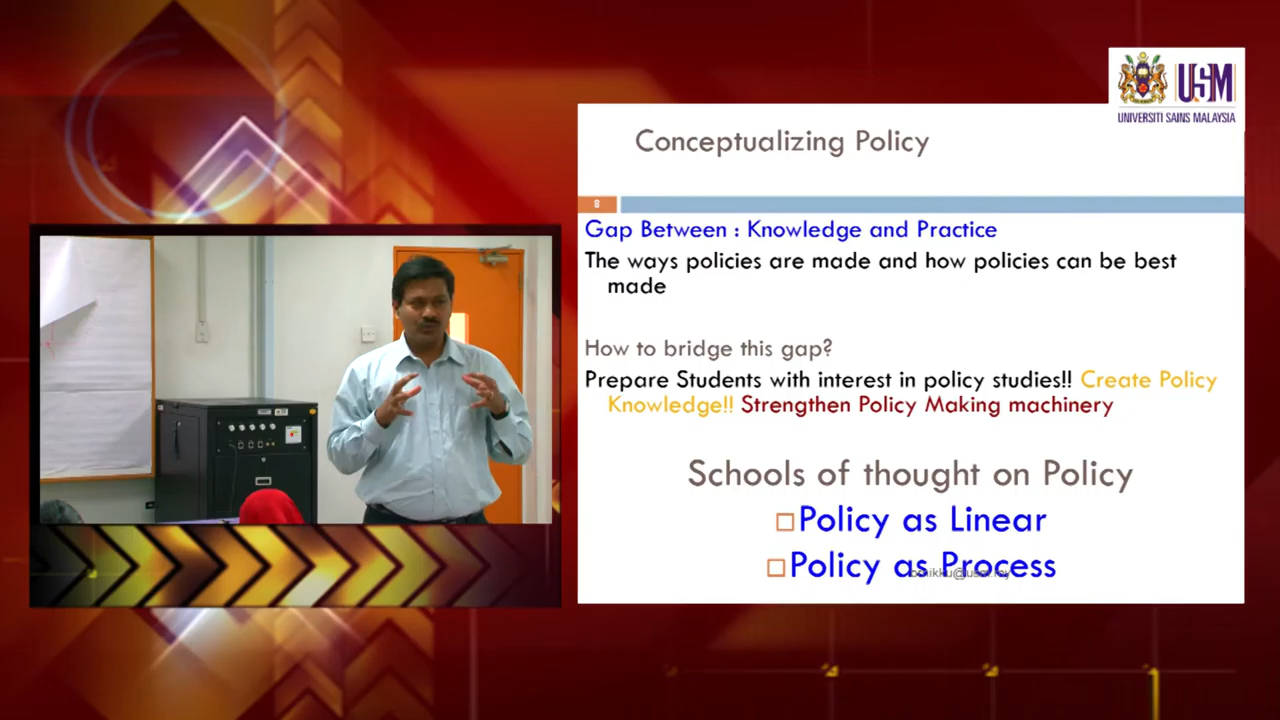 USM
UNIVERSITI SAINS MALAYSIA
Conceptualizing Policy
8
Gap Between : Knowledge and Practice
The ways policies are made and how policies can be best
made
How to bridge this gap?
Prepare Students with interest in policy studies!! Create Policy
Knowledge!! Strengthen Policy Making machinery
Schools of thought on Policy
Policy as Linear
Policy as Process